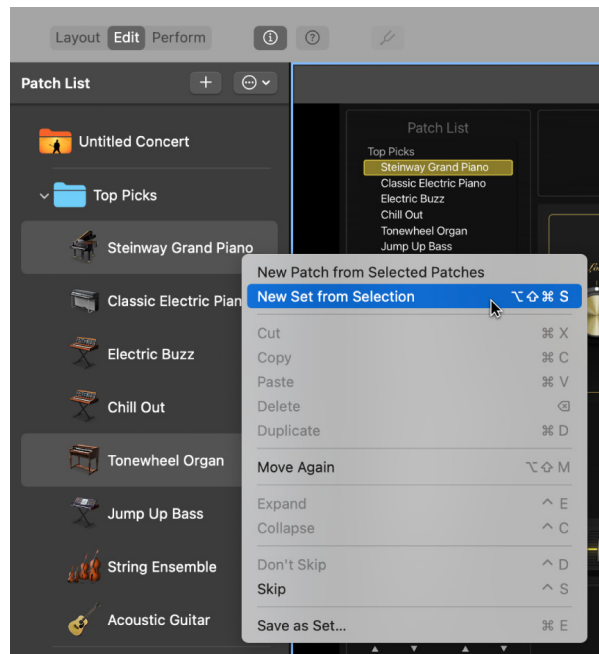 Layout Edit Perform
Patch List
Untitled Concert
Top Picks
Steinway Grand Piano
Classic Electric Pian
Electric Buzz
Chill Out
Tonewheel Organ
Jump Up Bass
String Ensemble
Acoustic Guitar
Patch List
Top Picks
Steinway Grand Piano
Classic Electric Piano
Electric Buzz
Chill Out
Tonewheel Organ
Jump Up Bass
New Patch from Selected Patches
New Set from Selection ⌥⇧⌘ S
Cut ⌘ X
Copy ⌘ C
Paste ⌘ V
Delete ⌫
Duplicate ⌘ D
Move Again ⌥⇧ M
Expand ^ E
Collapse ^ C
Don't Skip ^ D
Skip ^ S
Save as Set... ⌘ E